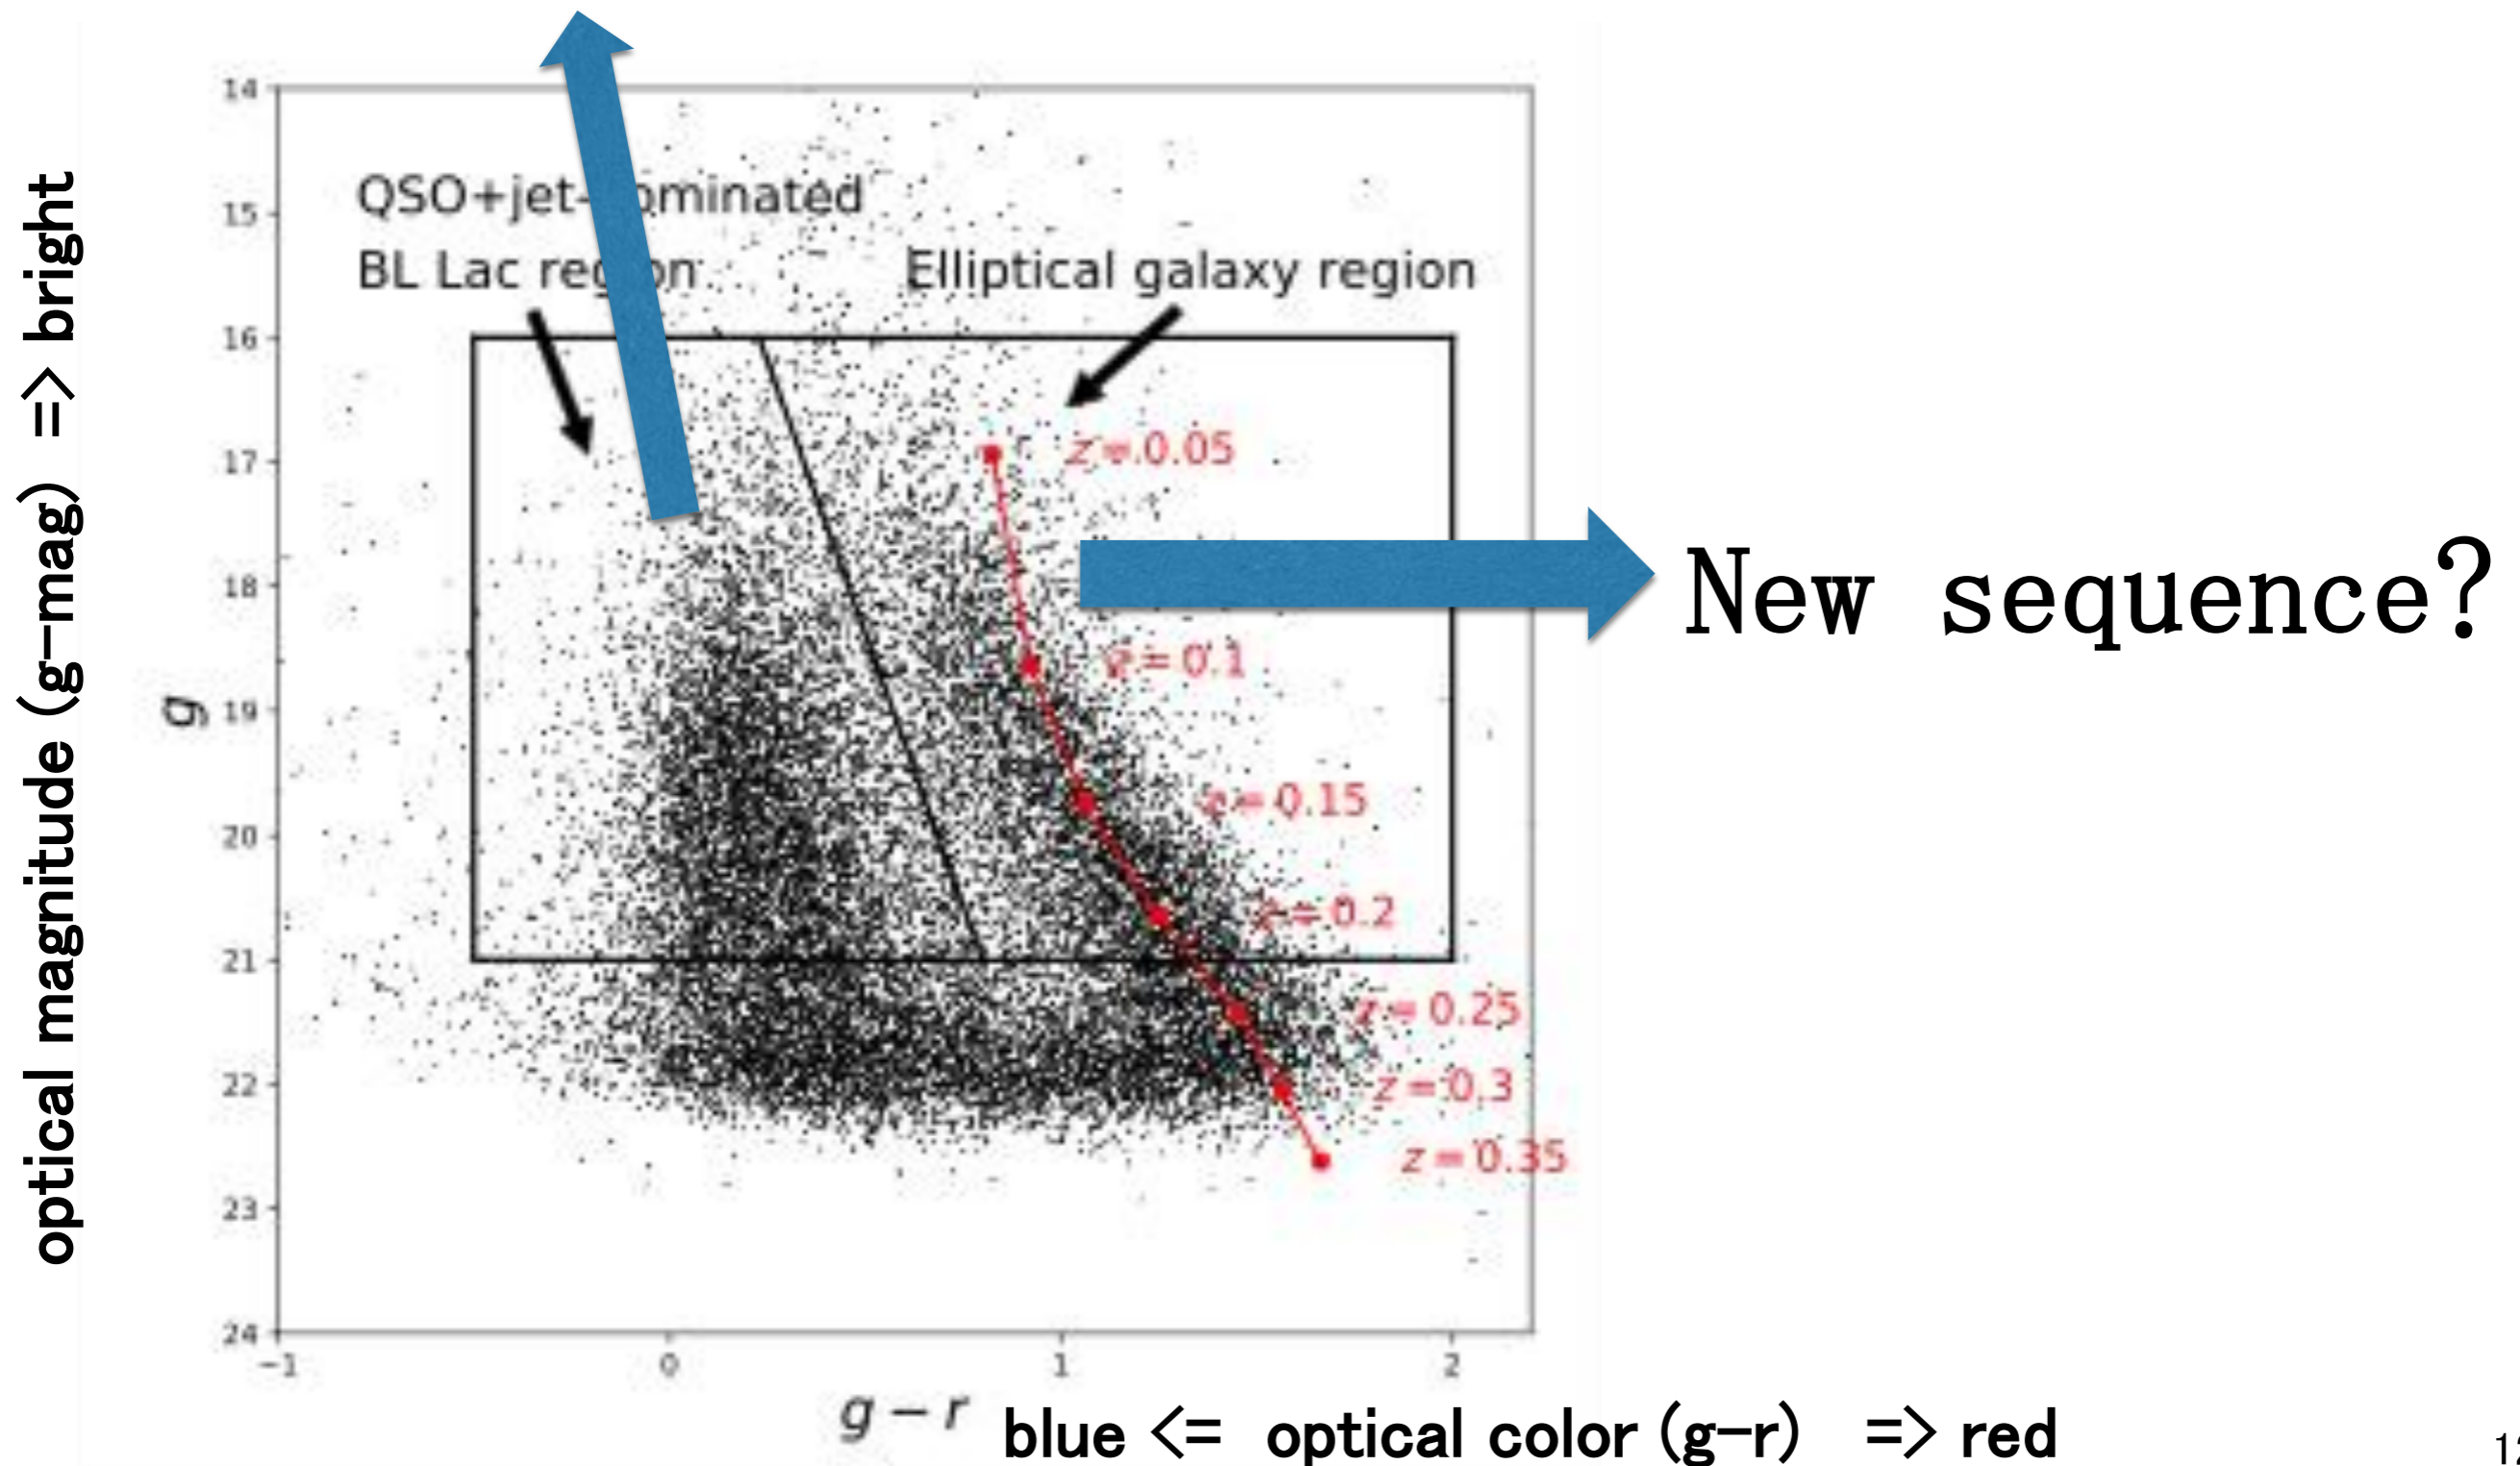 optical magnitude (g-mag) => bright
g
14
15
16
17
18
19
20
21
22
23
24
QSO+jet- ominated
BL Lac region
Elliptical galaxy region
z=0.05
z=0.1
z=0.15
z=0.2
z=0.25
z=0.3
z=0.35
New sequence?
-1
0
1
2
g − r
blue <= optical color (g-r) => red